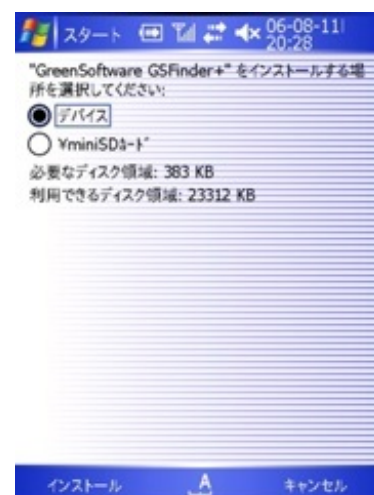 スタート
06-08-11
20:28
"GreenSoftware GSFinder+" をインストールする場
所を選択してください:
デバイス
¥miniSDｶｰﾄﾞ
必要なディスク領域: 383 KB
利用できるディスク領域: 23312 KB
インストール
A
キャンセル